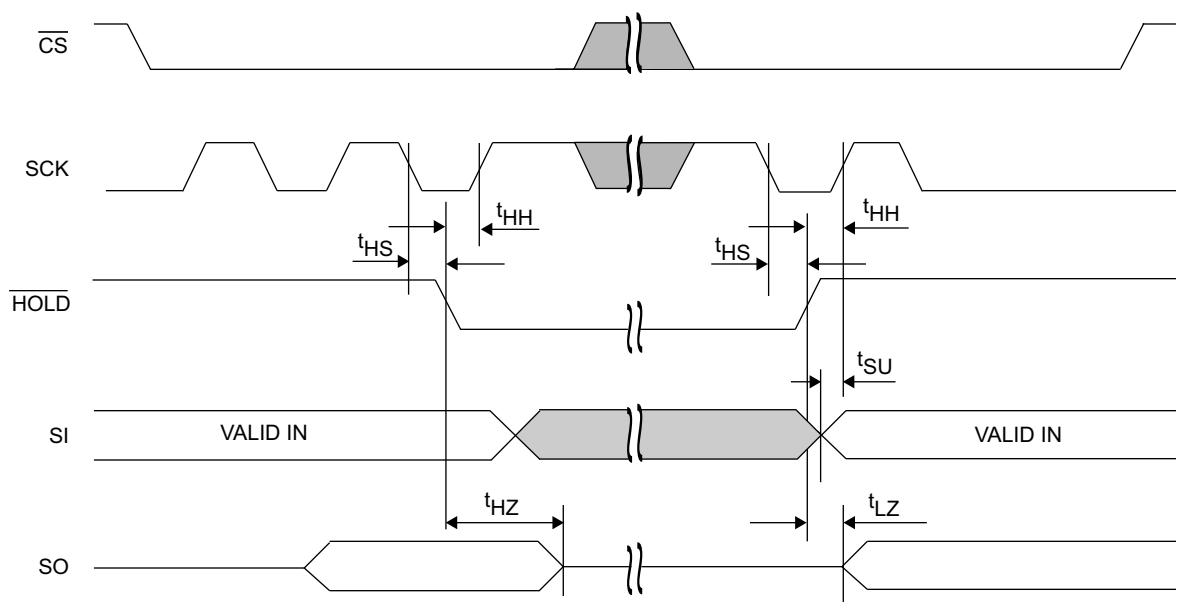 CS
SCK
tHH
tHH
tHS
tHS
HOLD
tSU
SI
VALID IN
VALID IN
tHZ
tLZ
SO